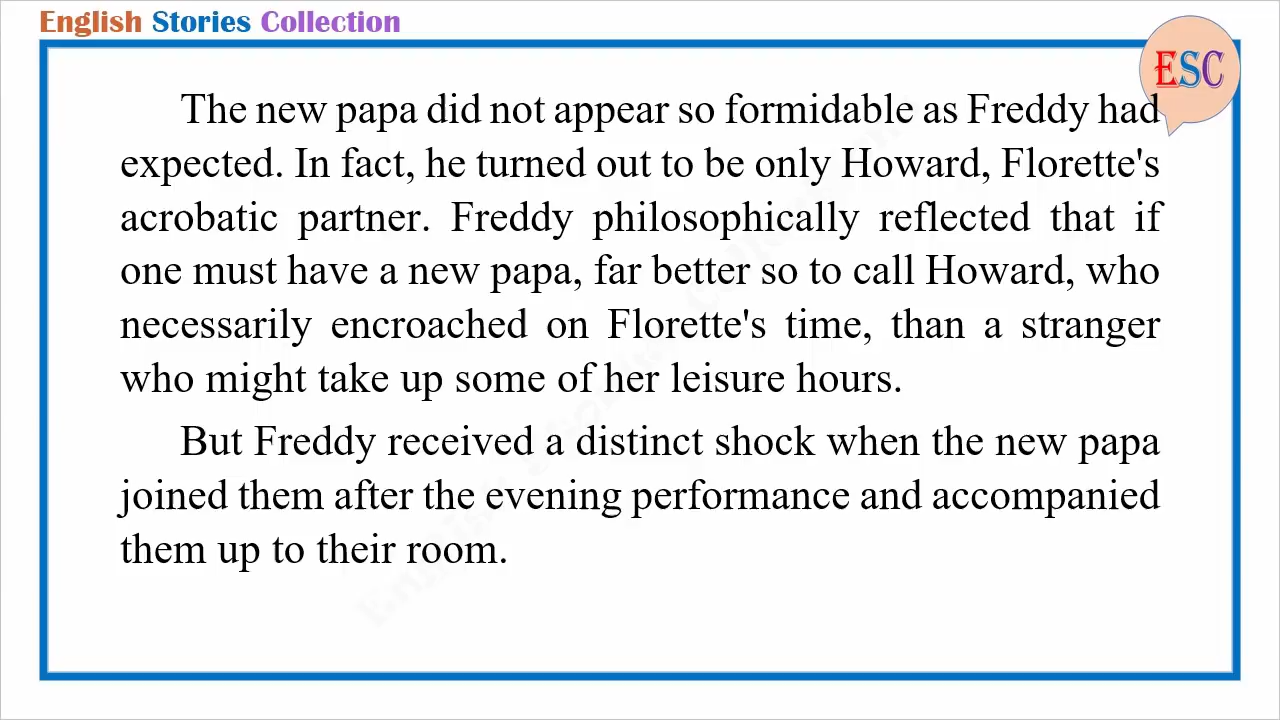 English Stories Collection
ESC
The new papa did not appear so formidable as Freddy had
expected. In fact, he turned out to be only Howard, Florette's
acrobatic partner. Freddy philosophically reflected that if
one must have a new papa, far better so to call Howard, who
necessarily encroached on Florette's time, than a stranger
who might take up some of her leisure hours.
But Freddy received a distinct shock when the new papa
joined them after the evening performance and accompanied
them up to their room.